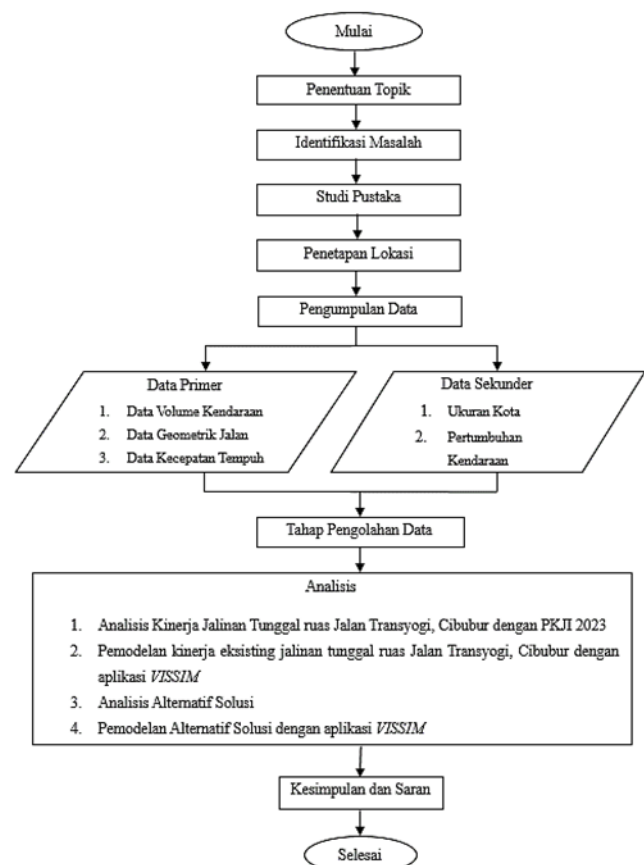 Mulai
Penentuan Topik
Identifikasi Masalah
Studi Pustaka
Penetapan Lokasi
Pengumpulan Data
Data Primer
1. Data Volume Kendaraan
2. Data Geometrik Jalan
3. Data Kecepatan Tempuh
Data Sekunder
1. Ukuran Kota
2. Pertumbuhan
Kendaraan
Tahap Pengolahan Data
Analisis
1. Analisis Kinerja Jalinan Tunggal ruas Jalan Transyogi, Cibubur dengan PKJI 2023
2. Pemodelan kinerja eksisting jalinan tunggal ruas Jalan Transyogi, Cibubur dengan
aplikasi VISSIM
3. Analisis Alternatif Solusi
4. Pemodelan Alternatif Solusi dengan aplikasi VISSIM
Kesimpulan dan Saran
Selesai